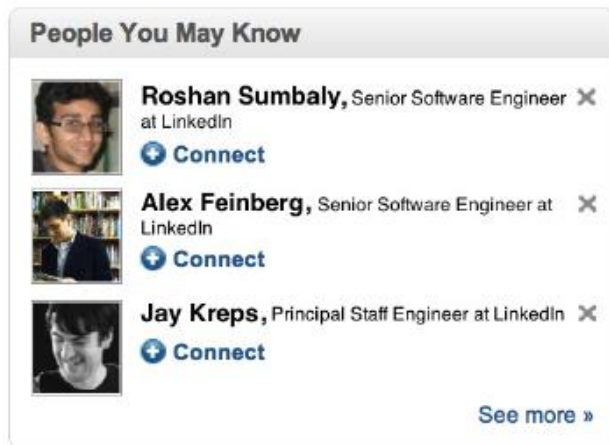 People You May Know
Roshan Sumbaly, Senior Software Engineer
at LinkedIn
Connect
Alex Feinberg, Senior Software Engineer at
LinkedIn
Connect
Jay Kreps, Principal Staff Engineer at LinkedIn
Connect
See more »